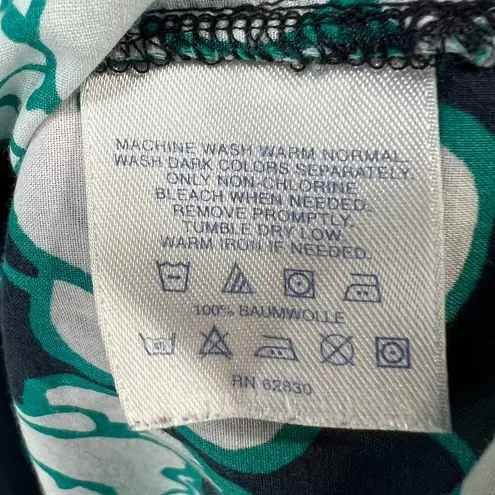 MACHINE WASH WARM NORMAL.
WASH DARK COLORS SEPARATELY.
ONLY NON-CHLORINE
BLEACH WHEN NEEDED.
REMOVE PROMPTLY.
TUMBLE DRY LOW
WARM IRON IF NEEDED.
100% BAUMWOLLE
RN 62830